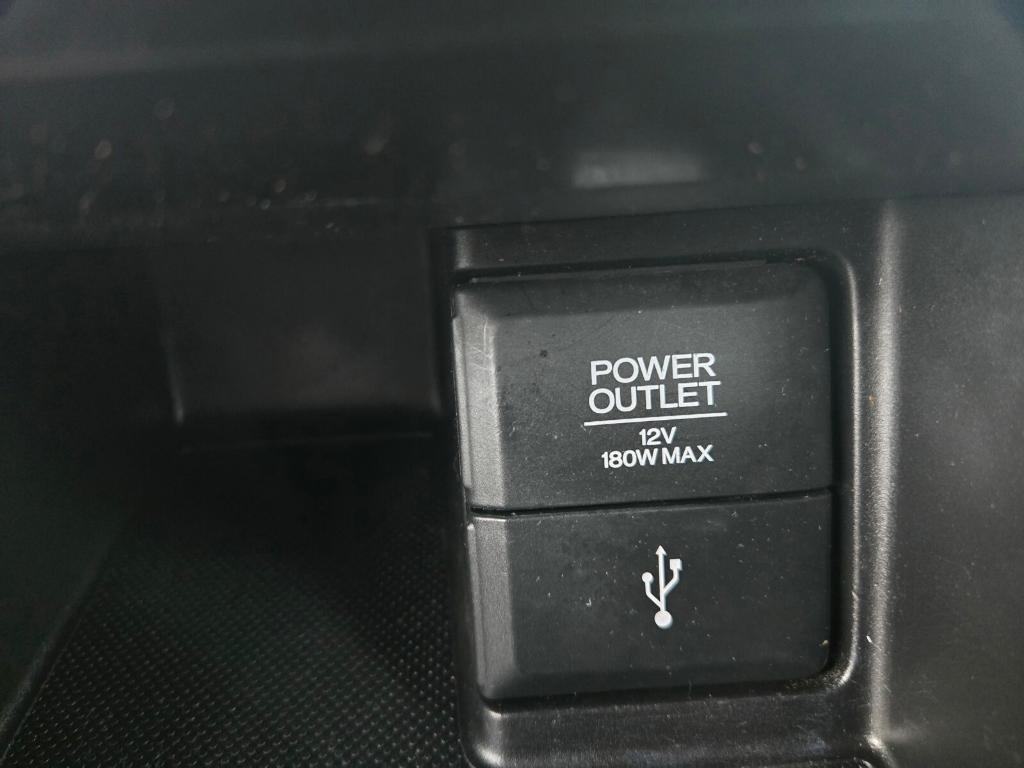 POWER
OUTLET
12V
180W MAX